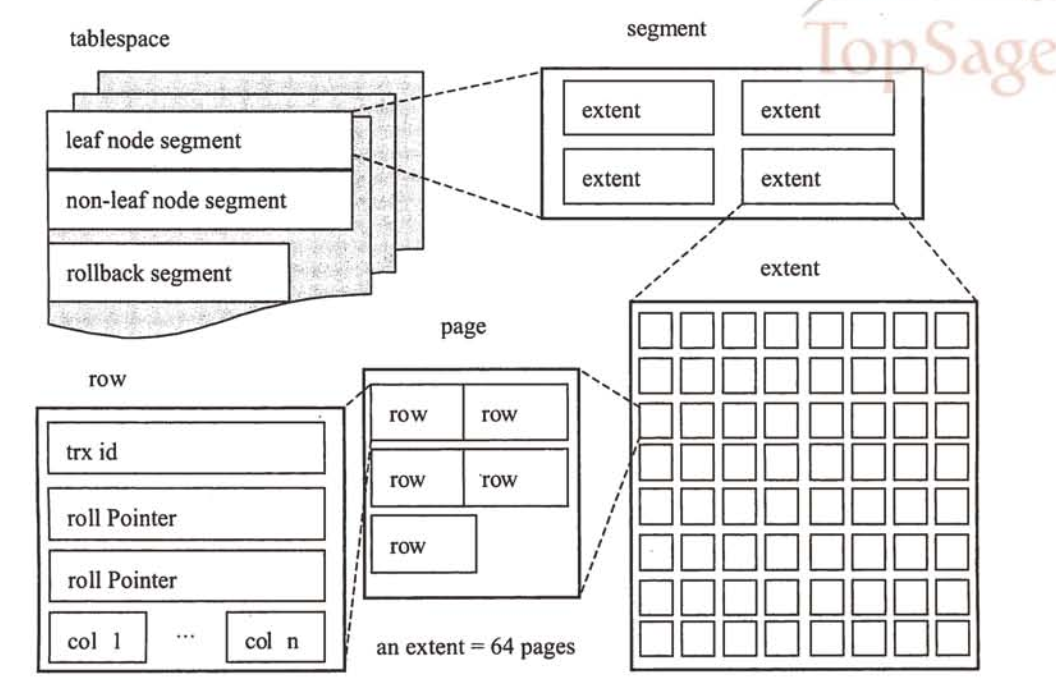 TopSage
tablespace
segment
leaf node segment
non-leaf node segment
rollback segment
extent
extent
extent
extent
extent
page
row
row
row
row
row
an extent = 64 pages
row
trx id
roll Pointer
roll Pointer
col 1 ... col n